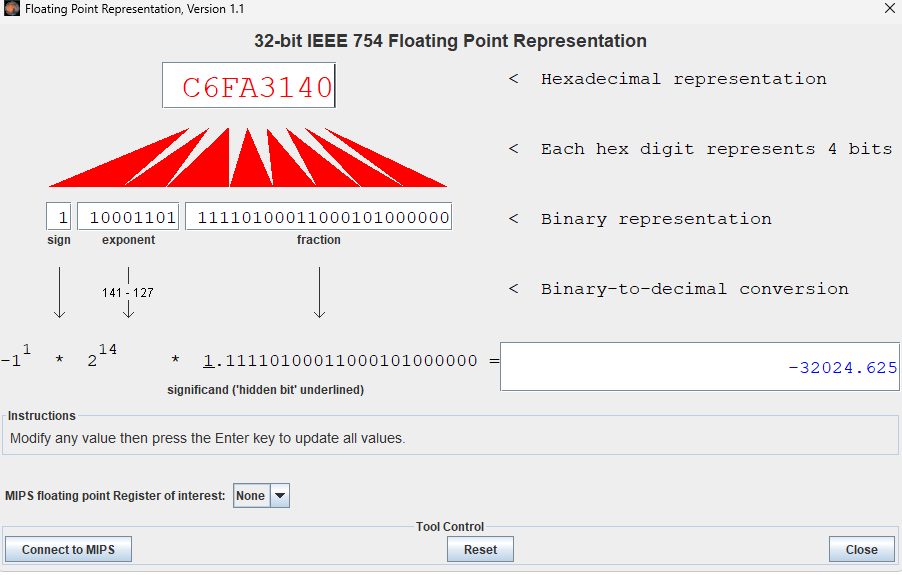 Floating Point Representation, Version 1.1
32-bit IEEE 754 Floating Point Representation
C6FA3140 < Hexadecimal representation
< Each hex digit represents 4 bits
1 10001101 11110100011000101000000 < Binary representation
sign exponent fraction
141 - 127 < Binary-to-decimal conversion
-1^1 * 2^14 * 1.11110100011000101000000 = -32024.625
significand ('hidden bit' underlined)
Instructions
Modify any value then press the Enter key to update all values.
MIPS floating point Register of interest: None
Tool Control
Connect to MIPS Reset Close